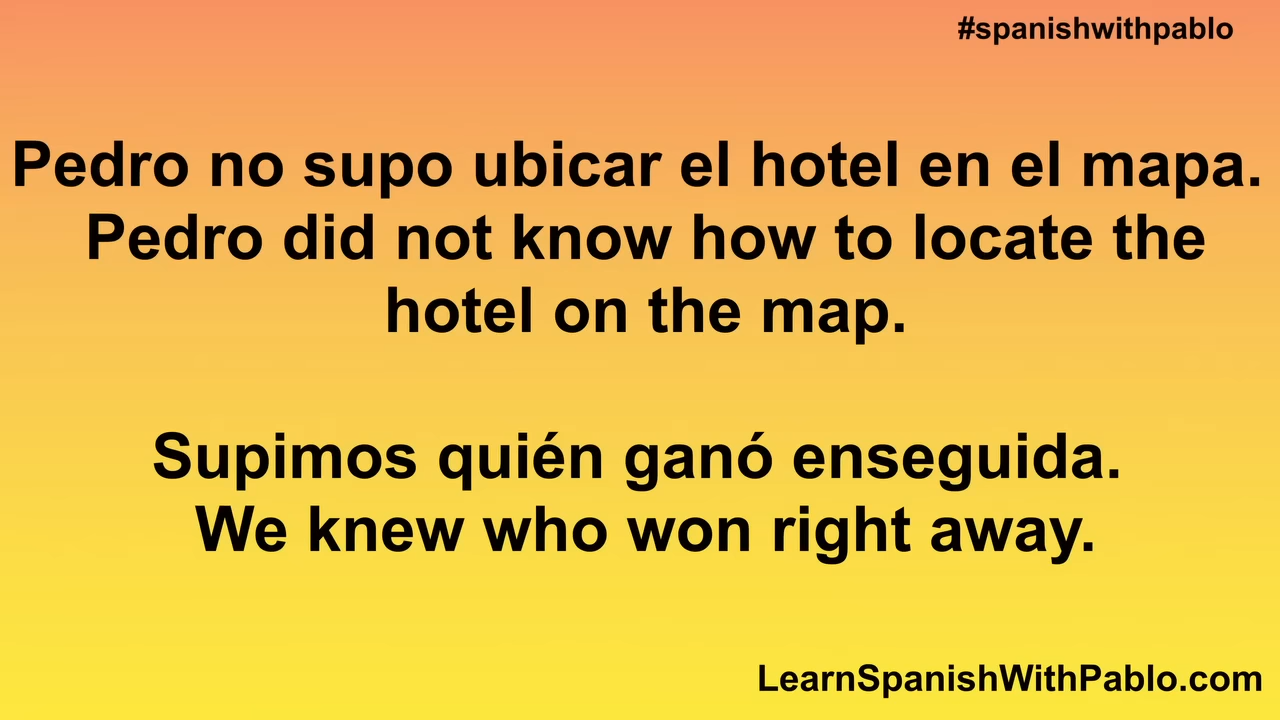 #spanishwithpablo
Pedro no supo ubicar el hotel en el mapa.
Pedro did not know how to locate the
hotel on the map.
Supimos quién ganó enseguida.
We knew who won right away.
LearnSpanishWithPablo.com